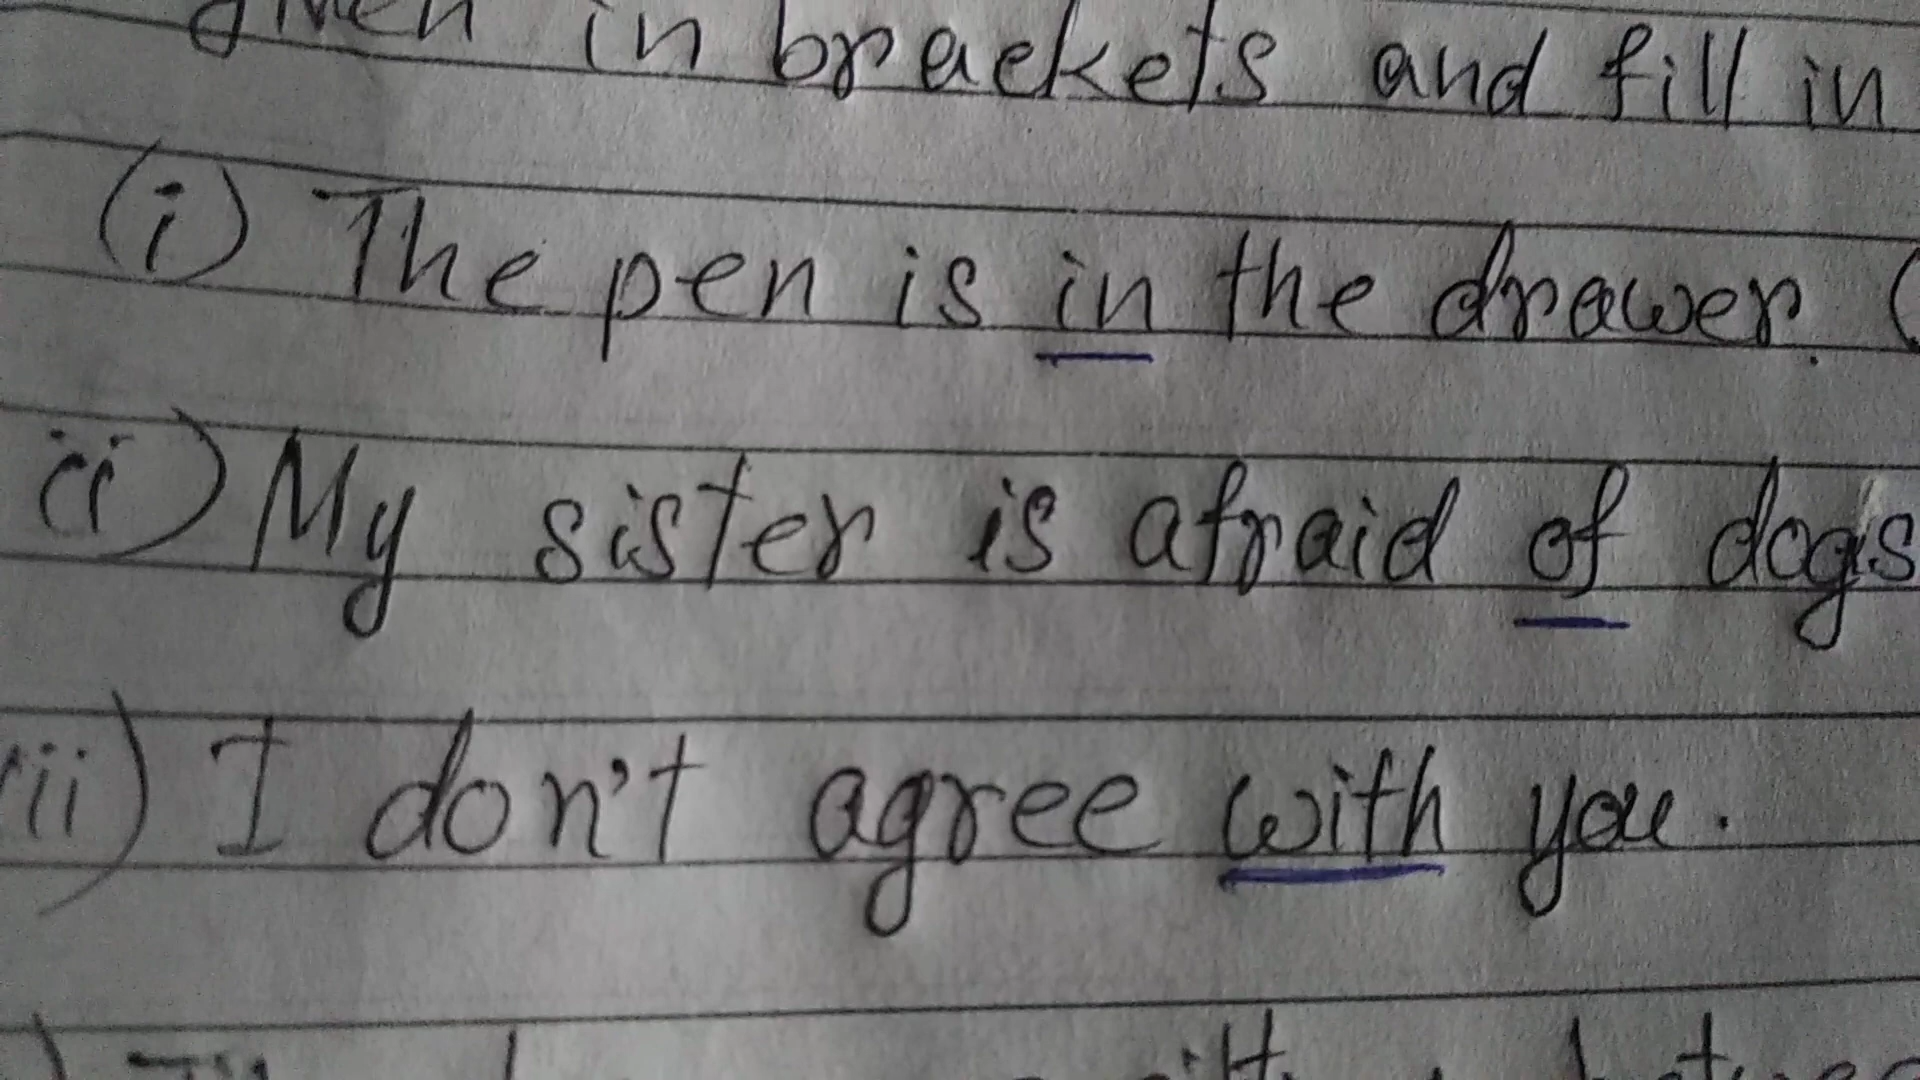 given in brackets and fill in
(i) The pen is in the drawer. (
ii) My sister is afraid of dogs
iii) I don't agree with you.